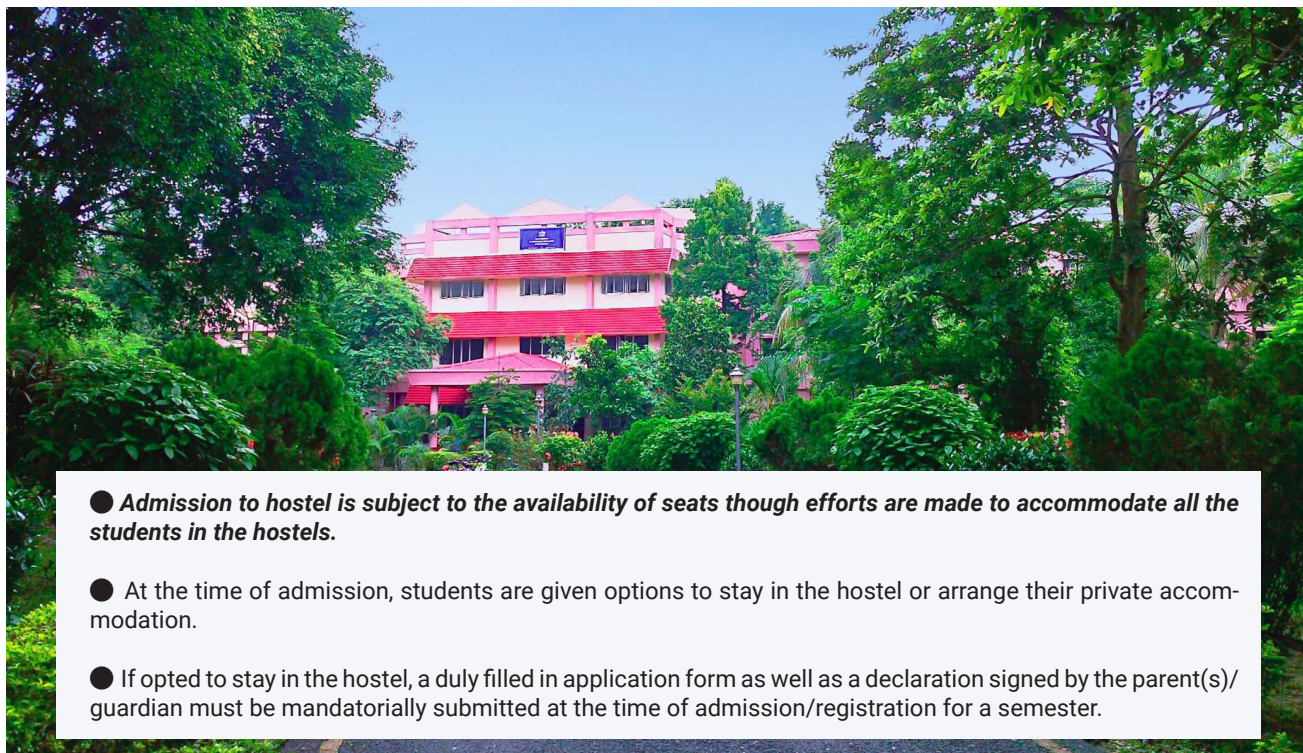 ● Admission to hostel is subject to the availability of seats though efforts are made to accommodate all the
students in the hostels.
● At the time of admission, students are given options to stay in the hostel or arrange their private accom-
modation.
● If opted to stay in the hostel, a duly filled in application form as well as a declaration signed by the parent(s)/
guardian must be mandatorially submitted at the time of admission/registration for a semester.